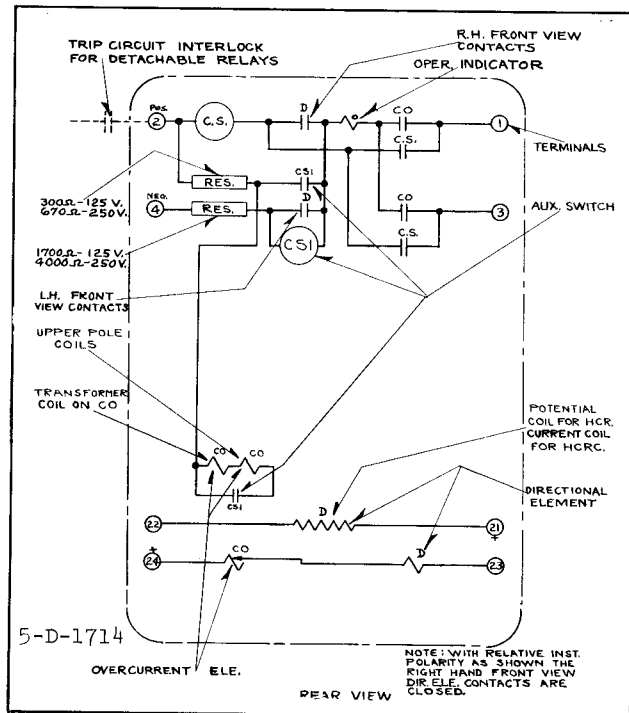 R.H. FRONT VIEW
CONTACTS
OPER. INDICATOR
TRIP CIRCUIT INTERLOCK
FOR DETACHABLE RELAYS
POS.
2
C.S.
D
CO
1
C.S.
TERMINALS
RES.
CS1
300Ω-125 V.
670Ω-250V.
NEG.
4
RES.
D
CO
3
C.S.
CS1
AUX. SWITCH
1700Ω-125V.
4000Ω-250V.
L.H. FRONT
VIEW CONTACTS
UPPER POLE
COILS
TRANSFORMER
COIL ON CO
CO CO
CS1
POTENTIAL
COIL FOR HCR.
CURRENT COIL
FOR HCRC.
DIRECTIONAL
ELEMENT
22
D
21
+
+
24
CO
D
23
5-D-1714
OVERCURRENT ELE.
REAR VIEW
NOTE: WITH RELATIVE INST.
POLARITY AS SHOWN THE
RIGHT HAND FRONT VIEW
DIR. ELE. CONTACTS ARE
CLOSED.